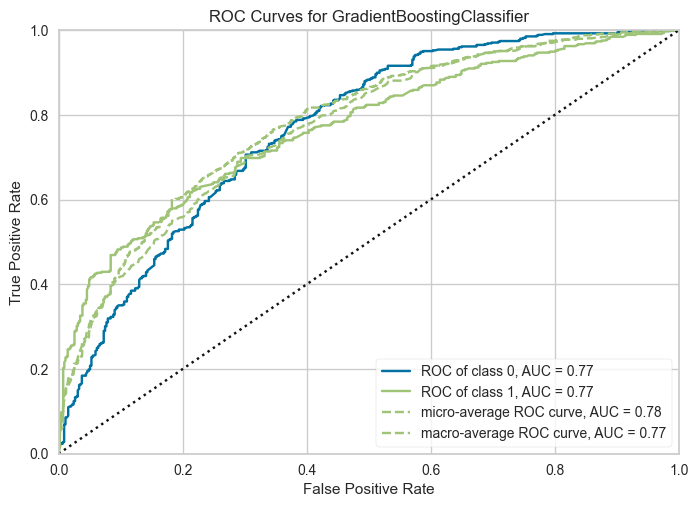 ROC Curves for GradientBoostingClassifier
1.0
0.8
0.6
0.4
0.2
0.0
True Positive Rate
0.0 0.2 0.4 0.6 0.8 1.0
False Positive Rate
ROC of class 0, AUC = 0.77
ROC of class 1, AUC = 0.77
micro-average ROC curve, AUC = 0.78
macro-average ROC curve, AUC = 0.77